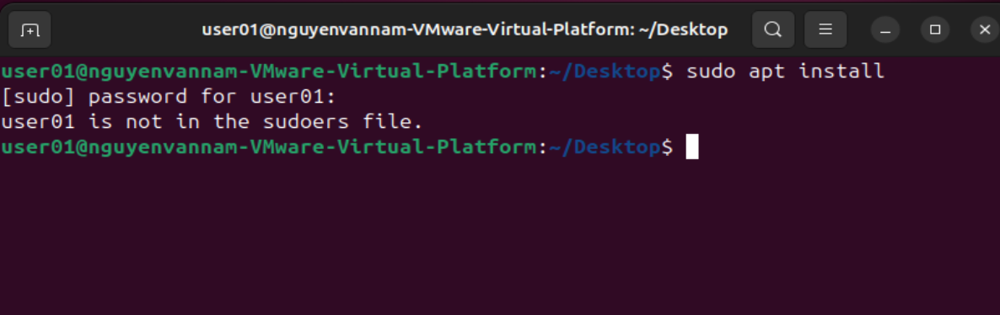 user01@nguyenvannam-VMware-Virtual-Platform: ~/Desktop
user01@nguyenvannam-VMware-Virtual-Platform:~/Desktop$ sudo apt install
[sudo] password for user01:
user01 is not in the sudoers file.
user01@nguyenvannam-VMware-Virtual-Platform:~/Desktop$